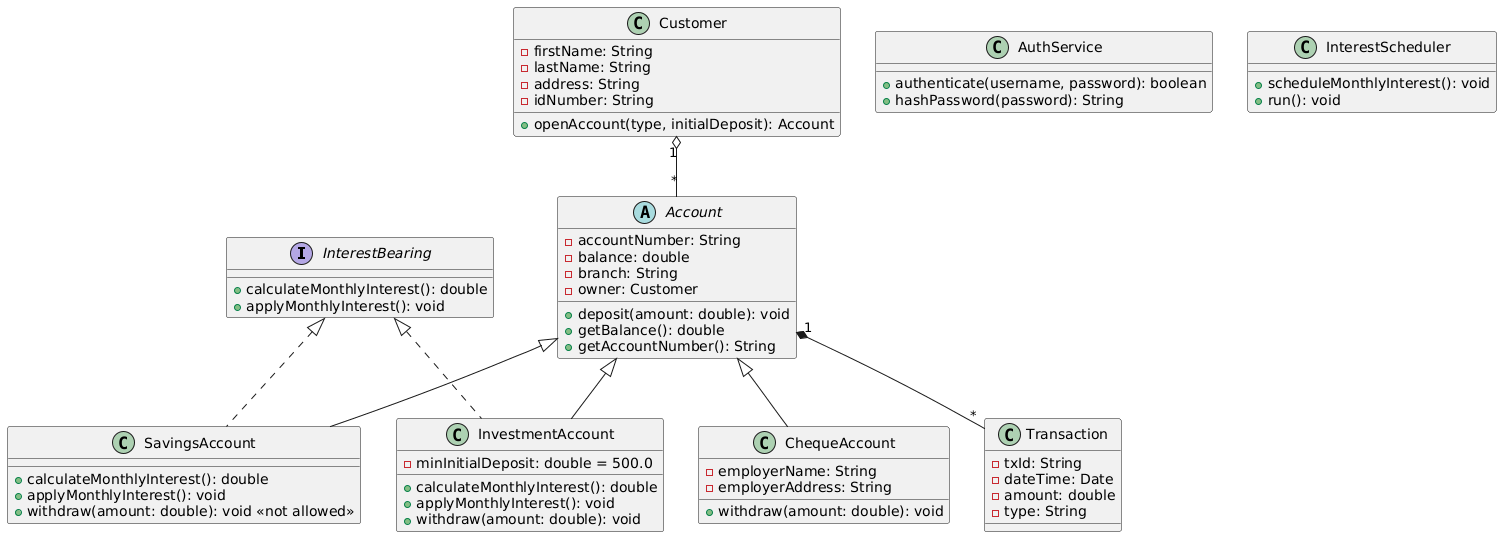 C Customer
firstName: String
lastName: String
address: String
idNumber: String
openAccount(type, initialDeposit): Account
C AuthService
authenticate(username, password): boolean
hashPassword(password): String
C InterestScheduler
scheduleMonthlyInterest(): void
run(): void
1
*
I InterestBearing
calculateMonthlyInterest(): double
applyMonthlyInterest(): void
A Account
accountNumber: String
balance: double
branch: String
owner: Customer
deposit(amount: double): void
getBalance(): double
getAccountNumber(): String
1
*
C SavingsAccount
calculateMonthlyInterest(): double
applyMonthlyInterest(): void
withdraw(amount: double): void «not allowed»
C InvestmentAccount
minInitialDeposit: double = 500.0
calculateMonthlyInterest(): double
applyMonthlyInterest(): void
withdraw(amount: double): void
C ChequeAccount
employerName: String
employerAddress: String
withdraw(amount: double): void
C Transaction
txId: String
dateTime: Date
amount: double
type: String